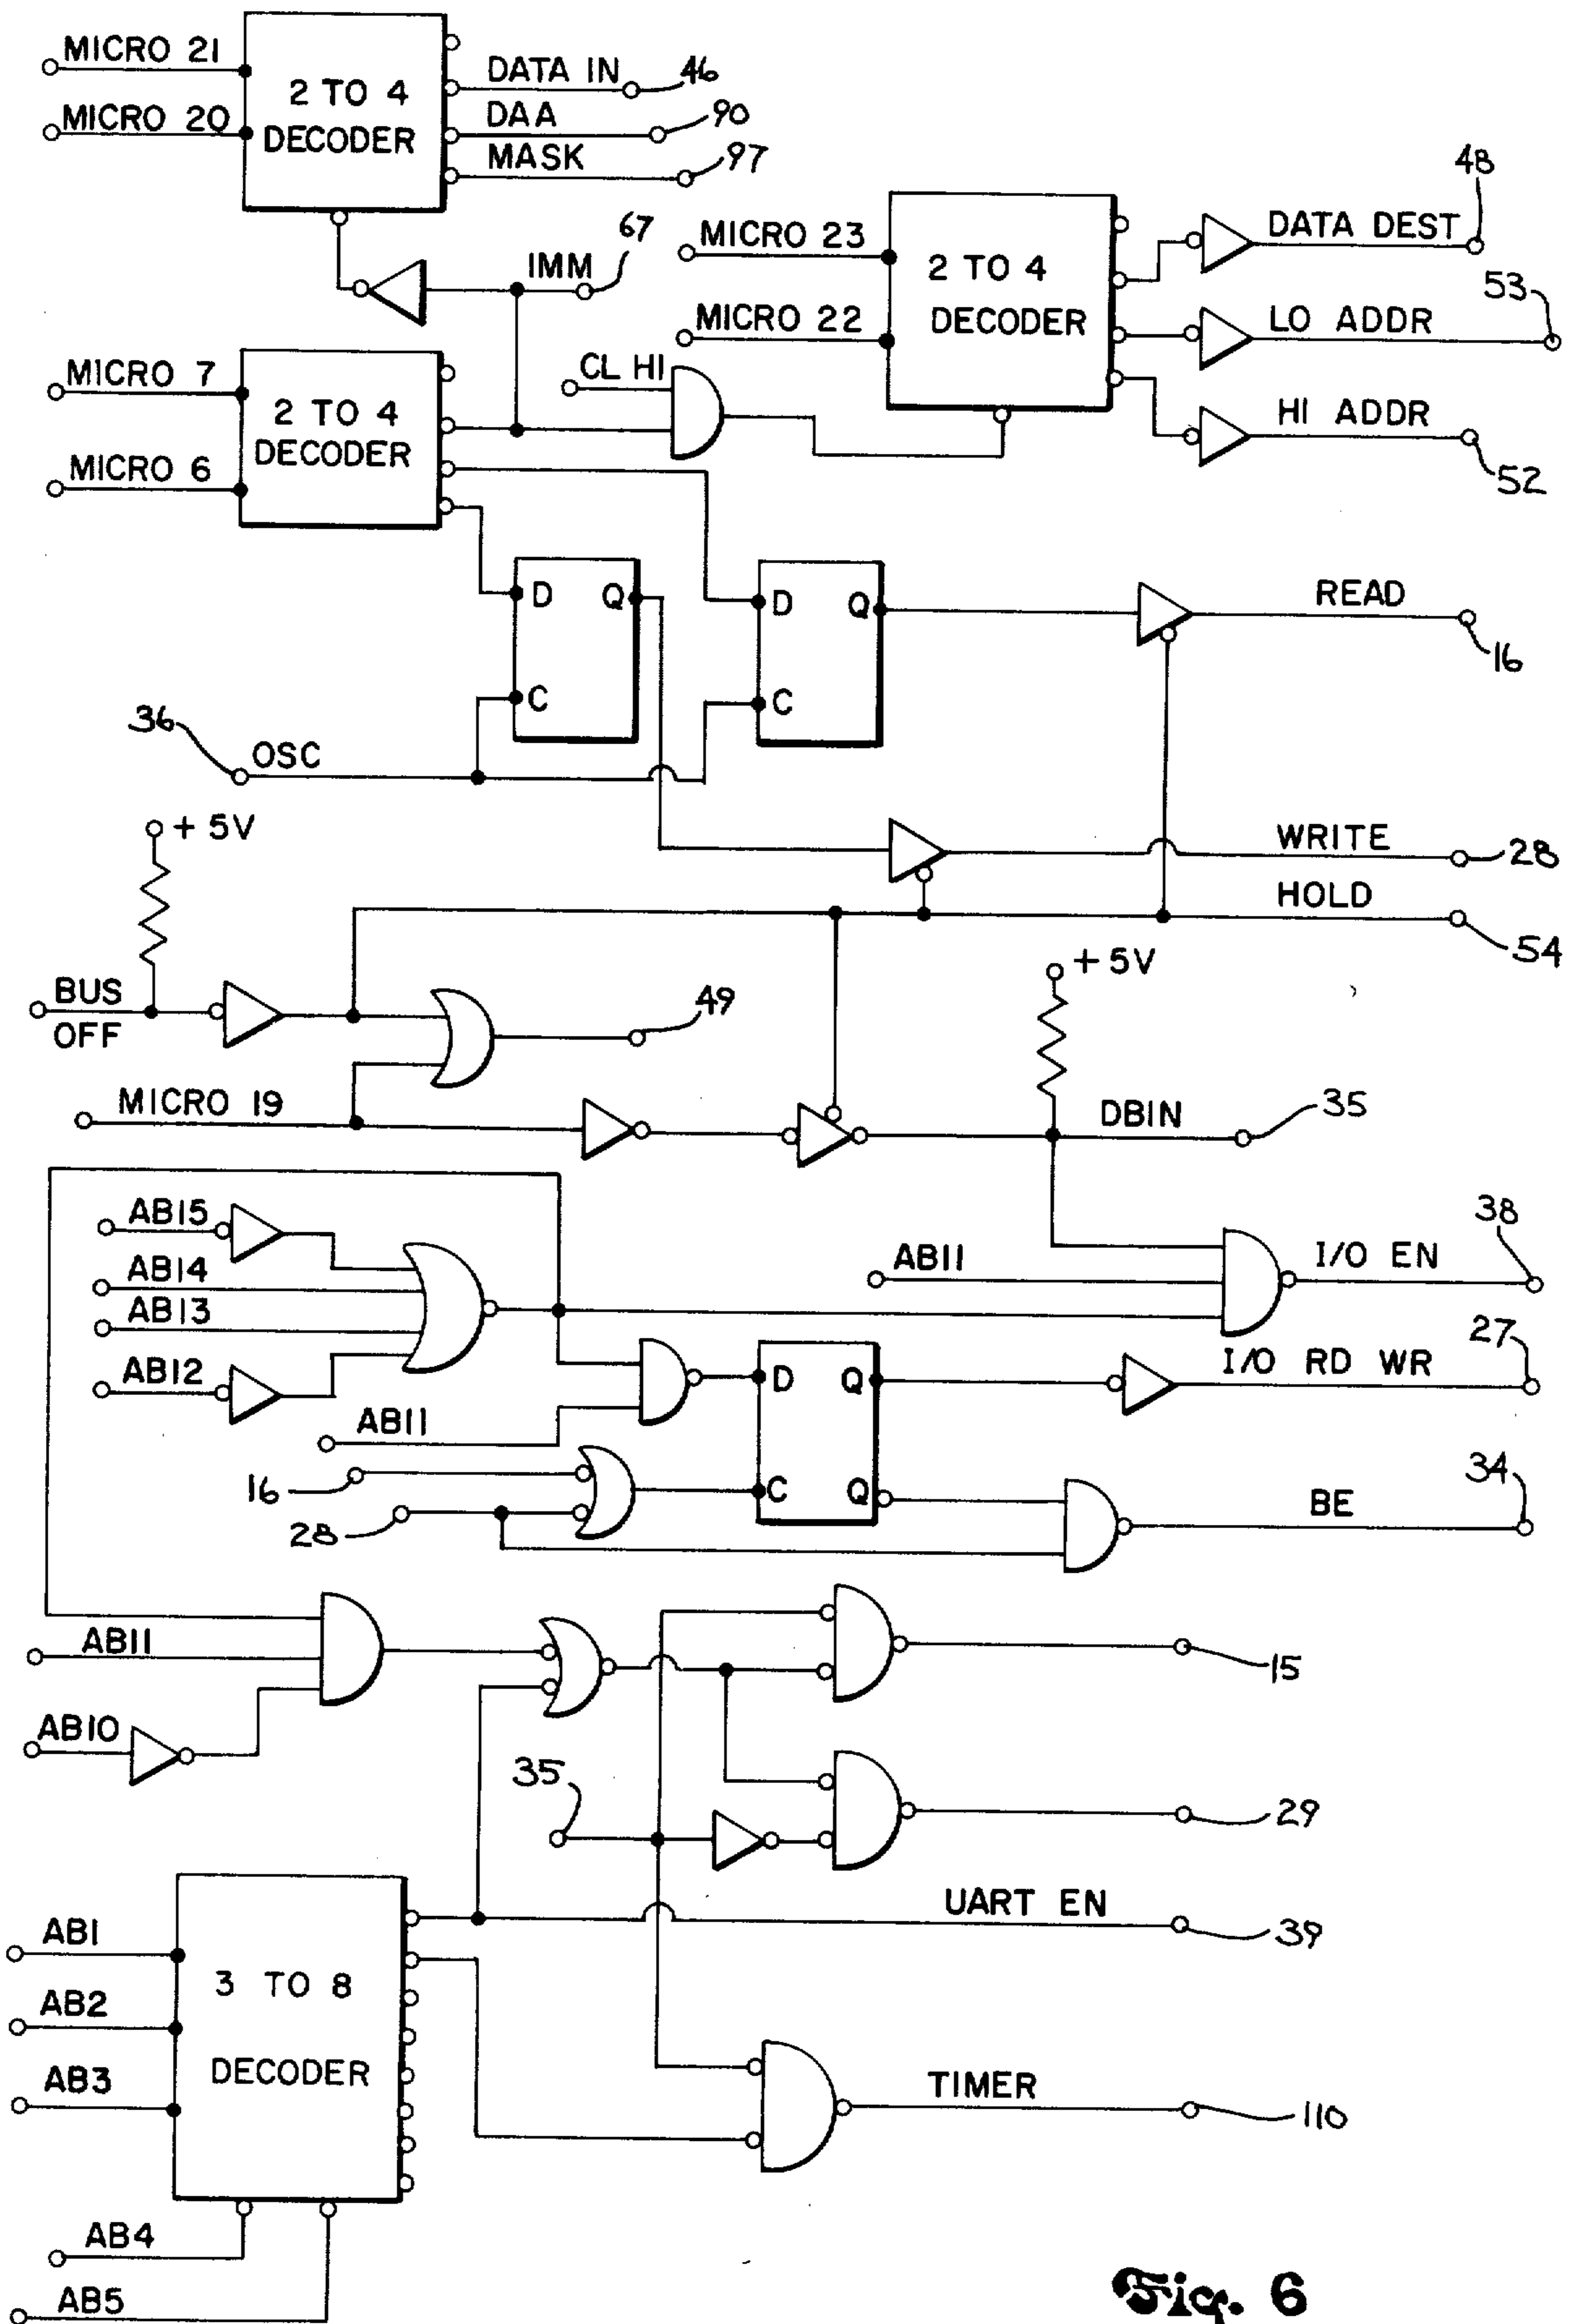 MICRO 21
MICRO 20
2 TO 4
DECODER
DATA IN
46
DAA
90
MASK
97
IMM
67
MICRO 23
MICRO 22
2 TO 4
DECODER
DATA DEST
48
LO ADDR
53
HI ADDR
52
MICRO 7
MICRO 6
2 TO 4
DECODER
CL HI
D
Q
C
D
Q
C
READ
16
36
OSC
+ 5V
WRITE
28
HOLD
54
BUS
OFF
49
+ 5V
MICRO 19
DBIN
35
AB15
AB14
AB13
AB12
AB11
I/O EN
38
AB11
D
Q
C
Q
I/O RD WR
27
16
28
BE
34
AB11
AB10
15
35
29
UART EN
39
AB1
AB2
AB3
3 TO 8
DECODER
TIMER
110
AB4
AB5
Fig. 6